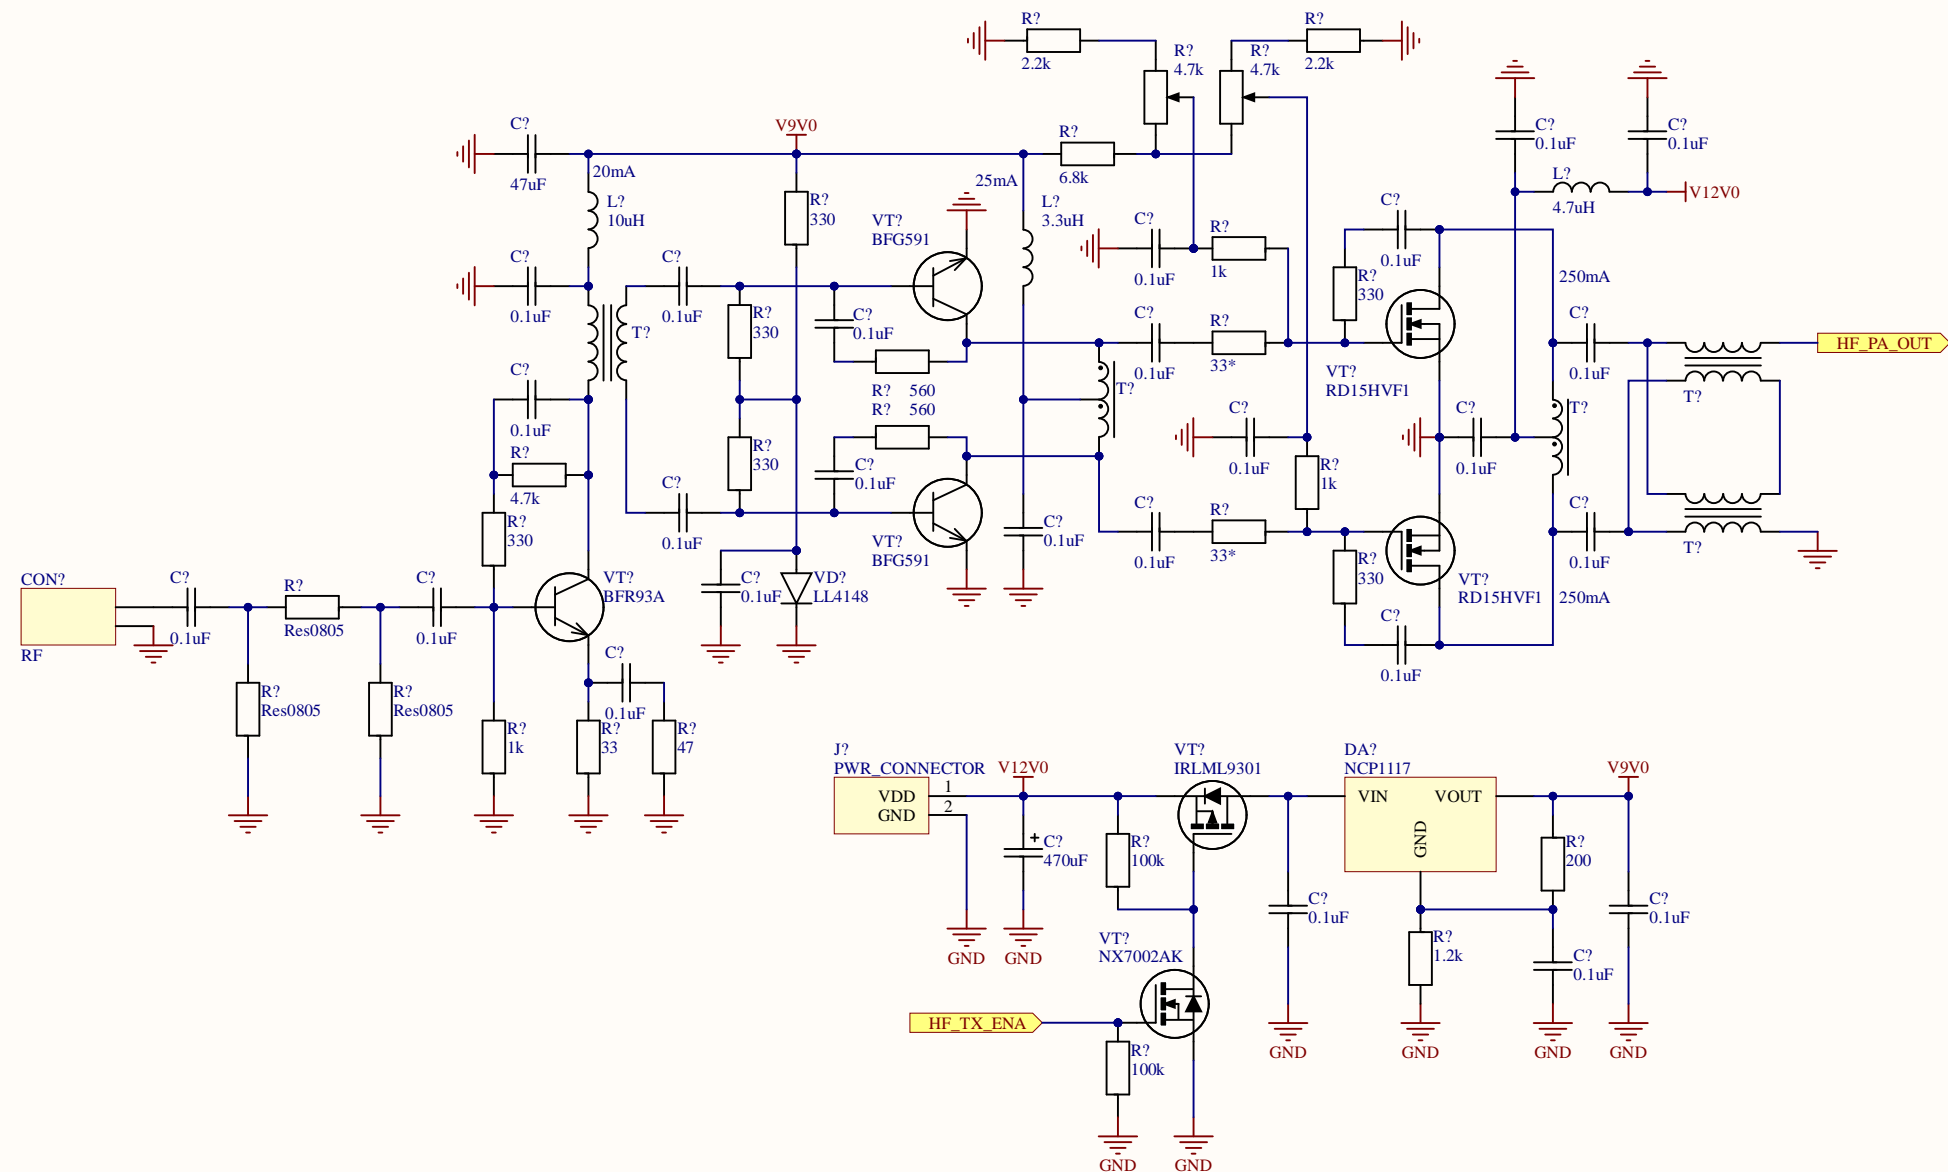 R?
2.2k
R?
4.7k
R?
4.7k
R?
2.2k
C?
47uF
20mA
V9V0
R?
6.8k
25mA
C?
0.1uF
C?
0.1uF
L?
4.7uH
V12V0
L?
10uH
R?
330
VT?
BFG591
L?
3.3uH
C?
0.1uF
R?
1k
C?
0.1uF
R?
330
250mA
C?
0.1uF
T?
C?
0.1uF
R?
330
C?
0.1uF
C?
0.1uF
R?
33*
VT?
RD15HVF1
C?
0.1uF
HF_PA_OUT
T?
C?
0.1uF
R? 560
R? 560
T?
C?
0.1uF
C?
0.1uF
T?
R?
4.7k
R?
330
C?
0.1uF
R?
330
C?
0.1uF
VT?
BFG591
C?
0.1uF
C?
0.1uF
R?
33*
R?
1k
R?
330
VT?
RD15HVF1
C?
0.1uF
C?
0.1uF
250mA
T?
CON?
RF
C?
0.1uF
R?
Res0805
C?
0.1uF
VT?
BFR93A
C?
0.1uF
VD?
LL4148
R?
Res0805
R?
Res0805
R?
1k
C?
0.1uF
R?
33
R?
47
J?
PWR_CONNECTOR
VDD
GND
1
2
V12V0
+
C?
470uF
GND
GND
R?
100k
VT?
IRLML9301
VT?
NX7002AK
HF_TX_ENA
R?
100k
GND
GND
C?
0.1uF
GND
DA?
NCP1117
VIN
VOUT
GND
R?
1.2k
GND
R?
200
C?
0.1uF
GND
V9V0
C?
0.1uF
GND